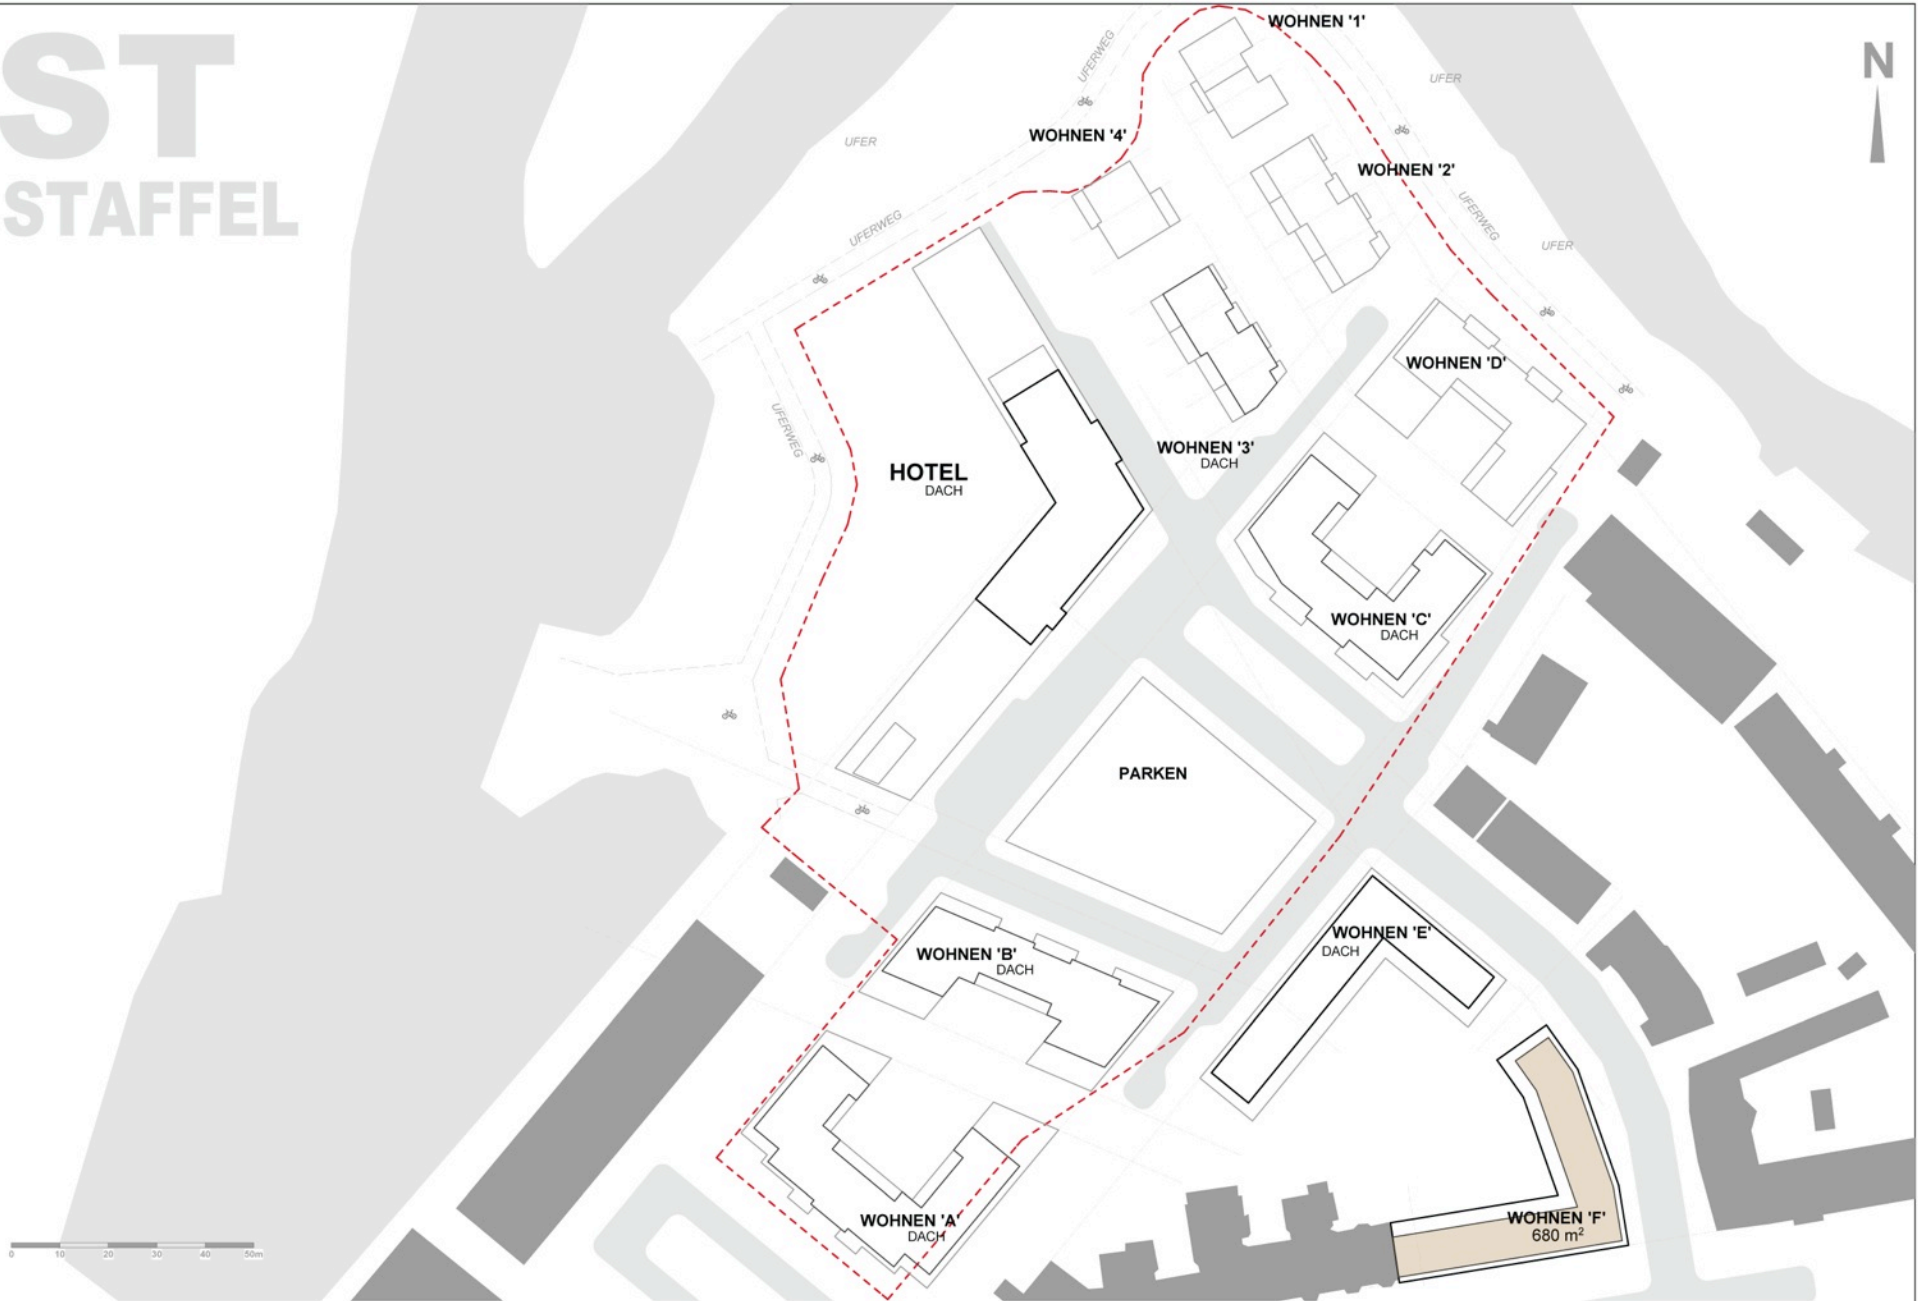 ST
STAFFEL
N
WOHNEN '1'
UFERWEG
UFER
WOHNEN '4'
UFER
WOHNEN '2'
UFERWEG
UFERWEG
UFER
WOHNEN 'D'
UFERWEG
WOHNEN '3'
DACH
HOTEL
DACH
WOHNEN 'C'
DACH
PARKEN
WOHNEN 'E'
DACH
WOHNEN 'B'
DACH
WOHNEN 'A'
DACH
WOHNEN 'F'
680 m²
0 10 20 30 40 50m